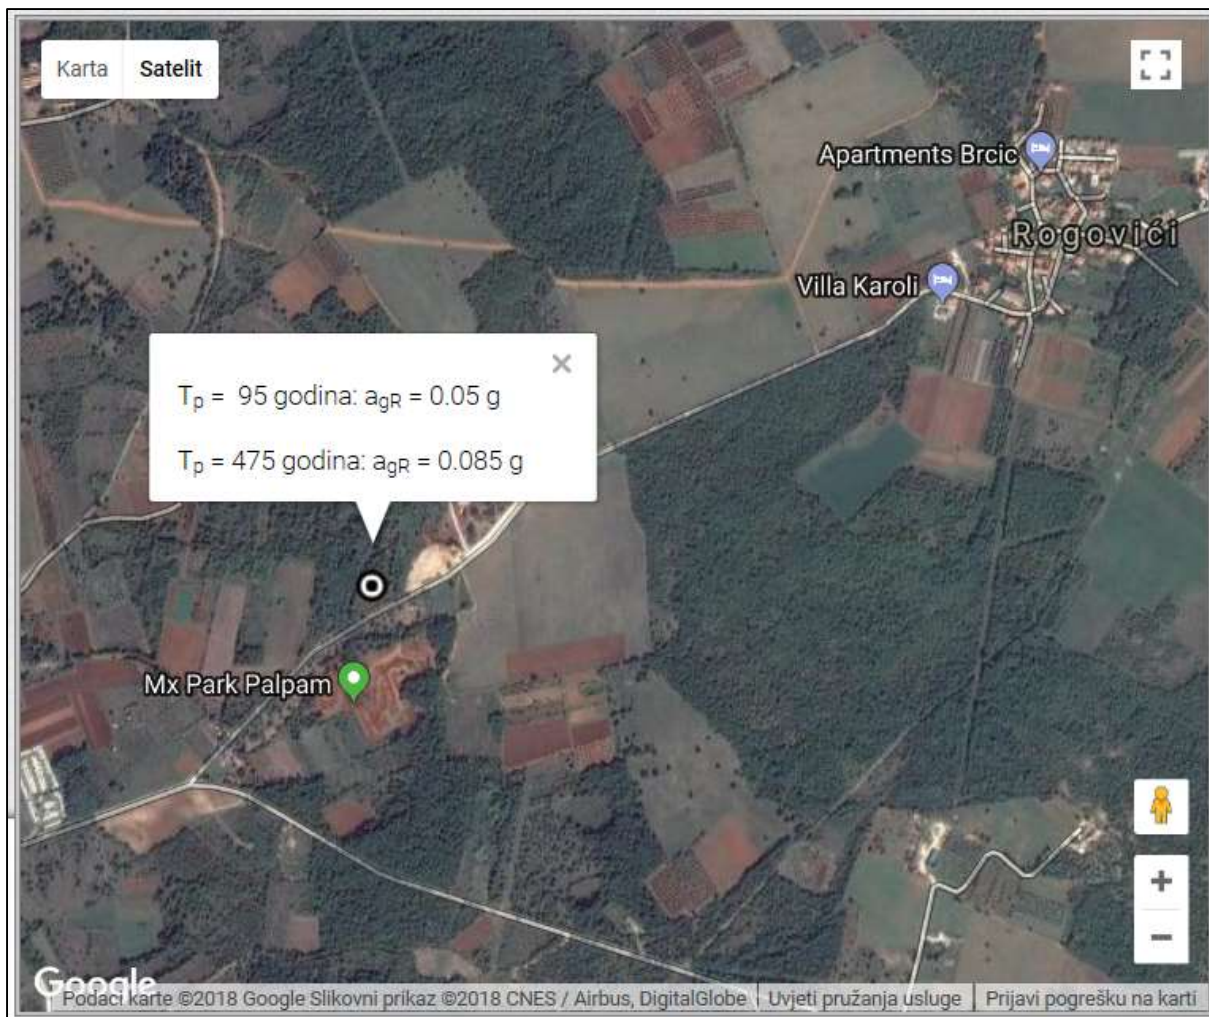 Karta Satelit
Apartments Brcic
Rogovići
Villa Karoli
×
Tp = 95 godina: agR = 0.05 g
Tp = 475 godina: agR = 0.085 g
Mx Park Palpam
+
−
Google
Podaci karte ©2018 Google Slikovni prikaz ©2018 CNES / Airbus, DigitalGlobe Uvjeti pružanja usluge Prijavi pogrešku na karti